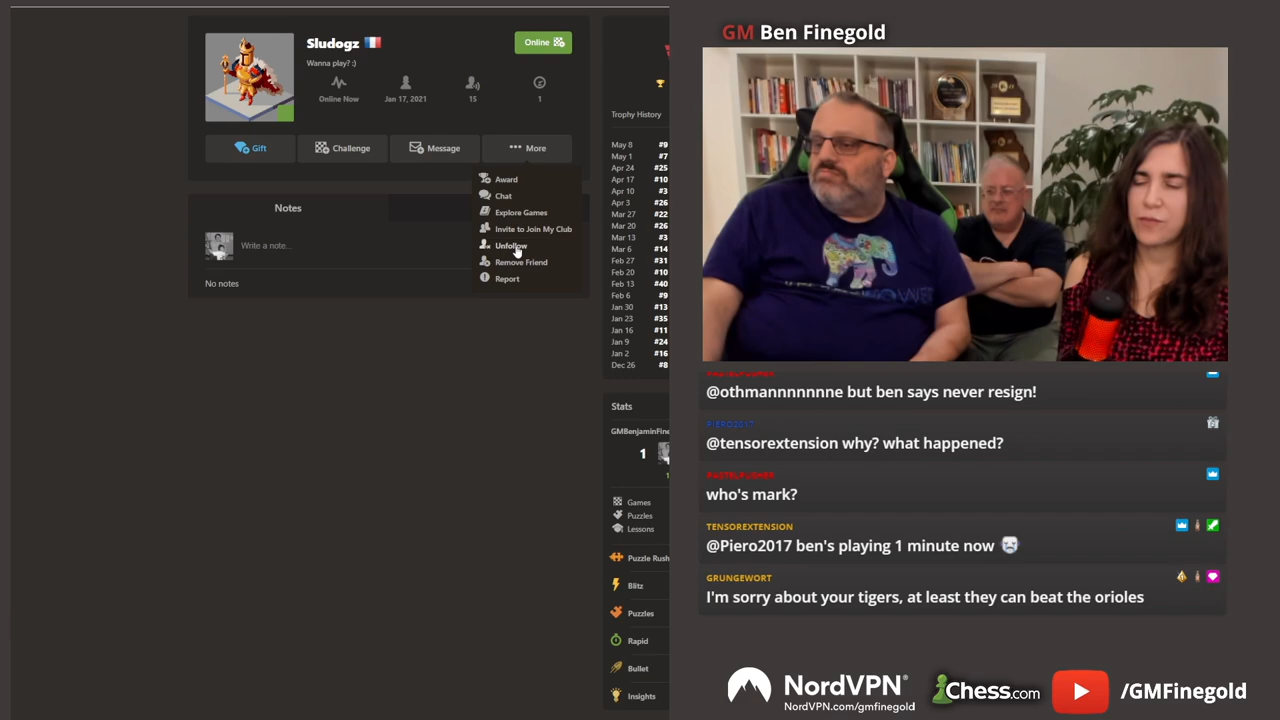 Sludogz
Wanna play? :)
Online
Online Now
Jan 17, 2021
15
1
Gift
Challenge
Message
More
Award
Chat
Explore Games
Invite to Join My Club
Unfollow
Remove Friend
Report
Notes
Write a note...
No notes
Trophy History
May 8 #9
May 1 #7
Apr 24 #25
Apr 17 #10
Apr 10 #3
Apr 3 #26
Mar 27 #22
Mar 20 #26
Mar 13 #3
Mar 6 #14
Feb 27 #31
Feb 20 #10
Feb 13 #40
Feb 6 #9
Jan 30 #13
Jan 23 #35
Jan 16 #11
Jan 9 #24
Jan 2 #16
Dec 26 #8
Stats
GMBenjaminFine
1
Games
Puzzles
Lessons
Puzzle Rush
Blitz
Puzzles
Rapid
Bullet
Insights
GM Ben Finegold
@othmannnnnnne but ben says never resign!
PIERO2017
@tensorextension why? what happened?
who's mark?
TENSOREXTENSION
@Piero2017 ben's playing 1 minute now
GRUNGEWORT
I'm sorry about your tigers, at least they can beat the orioles
NordVPN®
NordVPN.com/gmfinegold
Chess.com
/GMFinegold